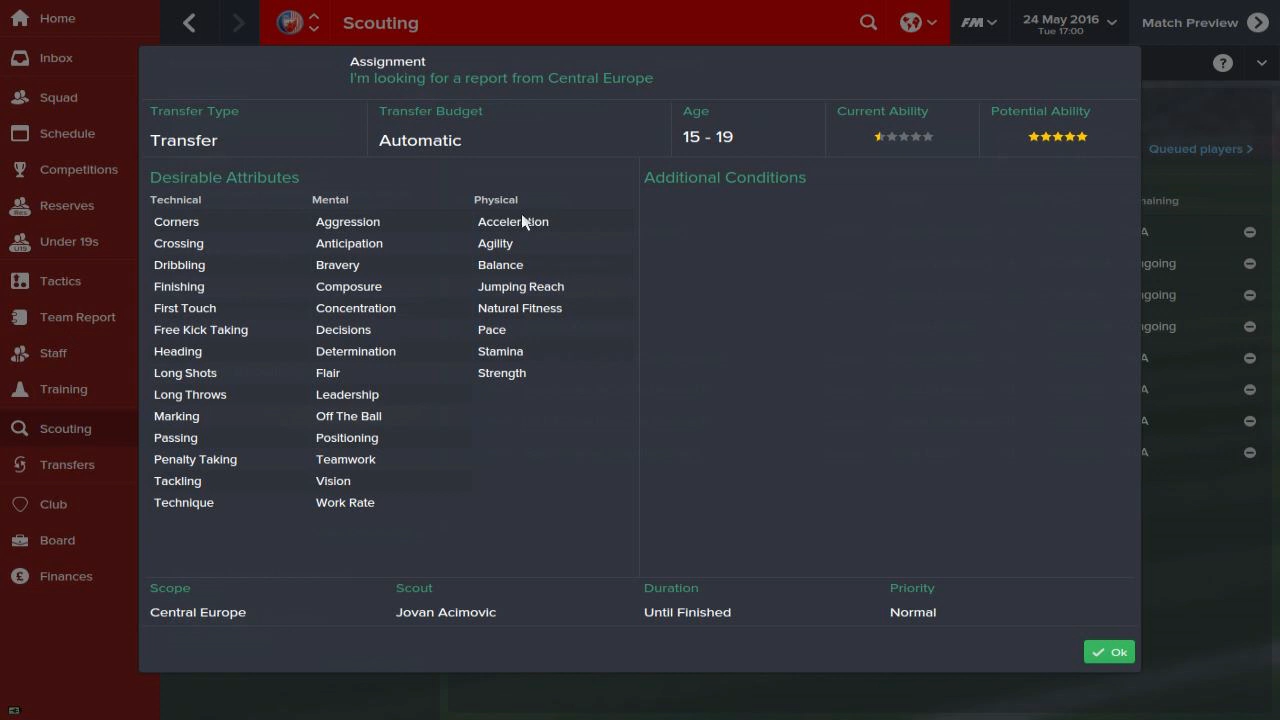 Home
Scouting
FM
24 May 2016
Tue 17:00
Match Preview
Inbox
Squad
Schedule
Competitions
Reserves
Under 19s
Tactics
Team Report
Staff
Training
Scouting
Transfers
Club
Board
Finances
Assignment
I'm looking for a report from Central Europe
Transfer Type
Transfer
Transfer Budget
Automatic
Age
15 - 19
Current Ability
Potential Ability
Desirable Attributes
Technical
Corners
Crossing
Dribbling
Finishing
First Touch
Free Kick Taking
Heading
Long Shots
Long Throws
Marking
Passing
Penalty Taking
Tackling
Technique
Mental
Aggression
Anticipation
Bravery
Composure
Concentration
Decisions
Determination
Flair
Leadership
Off The Ball
Positioning
Teamwork
Vision
Work Rate
Physical
Acceleration
Agility
Balance
Jumping Reach
Natural Fitness
Pace
Stamina
Strength
Additional Conditions
Scope
Central Europe
Scout
Jovan Acimovic
Duration
Until Finished
Priority
Normal
Ok
?
Queued players >
maining
A
going
going
going
A
A
A
A